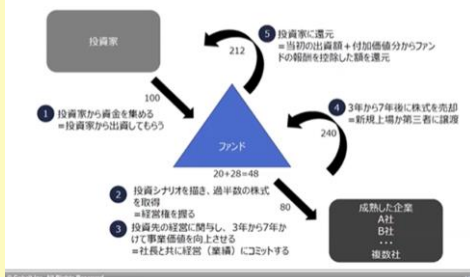 投資家
212
5 投資家に還元
=当初の出資額+付加価値分からファン
ドの報酬を控除した額を還元
100
1 投資家から資金を集める
=投資家から出資してもらう
ファンド
4 3年から7年後に株式を売却
=新規上場か第三者に譲渡
240
20+28=48
2 投資シナリオを描き、過半数の株式
を取得
=経営権を握る
80
3 投資先の経営に関与し、3年から7年か
けて事業価値を向上させる
=社長と共に経営(業績)にコミットする
成熟した企業
A社
B社
・・・
複数社